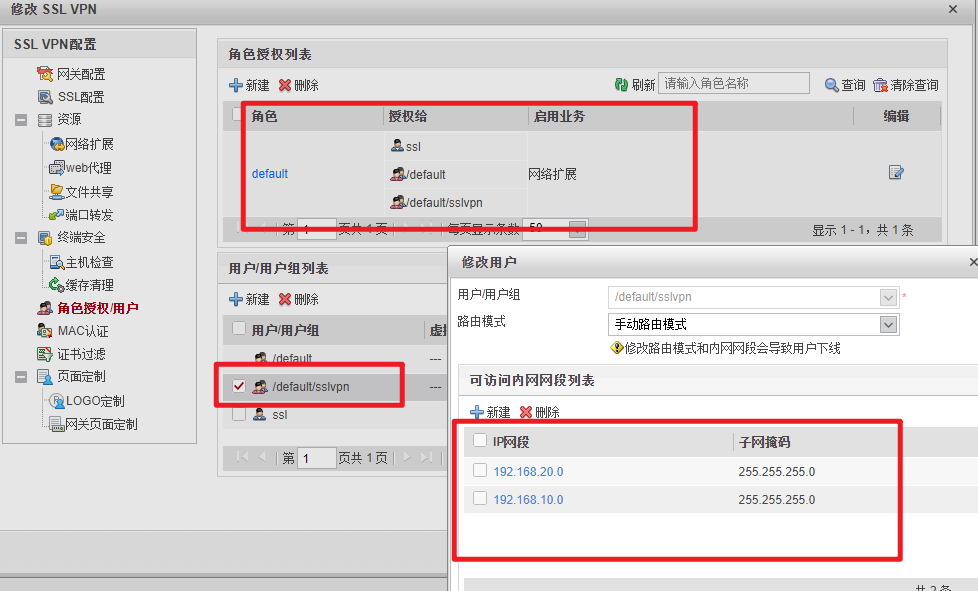 修改 SSL VPN
SSL VPN配置
网关配置
SSL配置
资源
网络扩展
web代理
文件共享
端口转发
终端安全
主机检查
缓存清理
角色授权/用户
MAC认证
证书过滤
页面定制
LOGO定制
网关页面定制
角色授权列表
新建 删除 刷新 请输入角色名称 查询 清除查询
角色 授权给 启用业务 编辑
default ssl /default /default/sslvpn 网络扩展
第 1 页共 1 页 每页显示条数 50 显示 1 - 1，共 1 条
用户/用户组列表
新建 删除
用户/用户组
/default ---
/default/sslvpn ---
ssl
第 1 页共 1 页
修改用户
用户/用户组 /default/sslvpn *
路由模式 手动路由模式
修改路由模式和内网网段会导致用户下线
可访问内网网段列表
新建 删除
IP网段 子网掩码
192.168.20.0 255.255.255.0
192.168.10.0 255.255.255.0
共 2 条